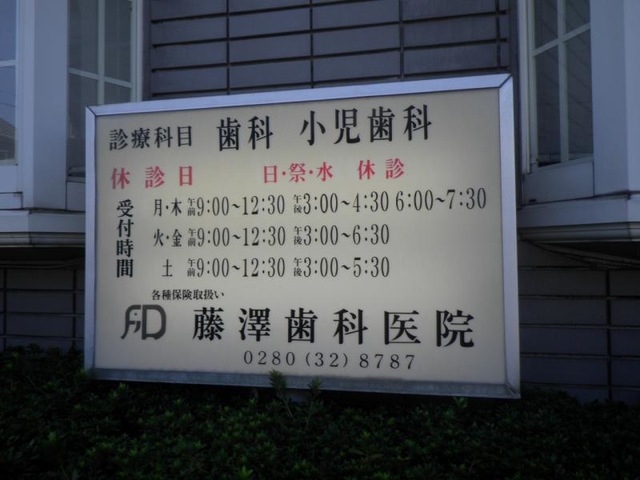 診療科目 歯科 小児歯科
休診日 日・祭・水 休診
受付時間
月・木 午前9:00~12:30 午後3:00~4:30 6:00~7:30
火・金 午前9:00~12:30 午後3:00~6:30
土 午前9:00~12:30 午後3:00~5:30
各種保険取扱い
藤澤歯科医院
0280(32)8787